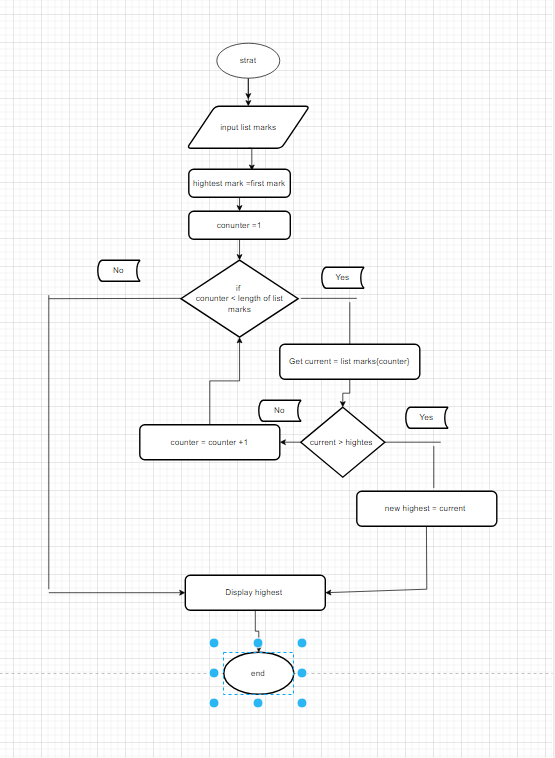 strat
input list marks
hightest mark =first mark
conunter =1
No
if
conunter < length of list
marks
Yes
Get current = list marks{counter}
No
Yes
counter = counter +1
current > hightes
new highest = current
Display highest
end